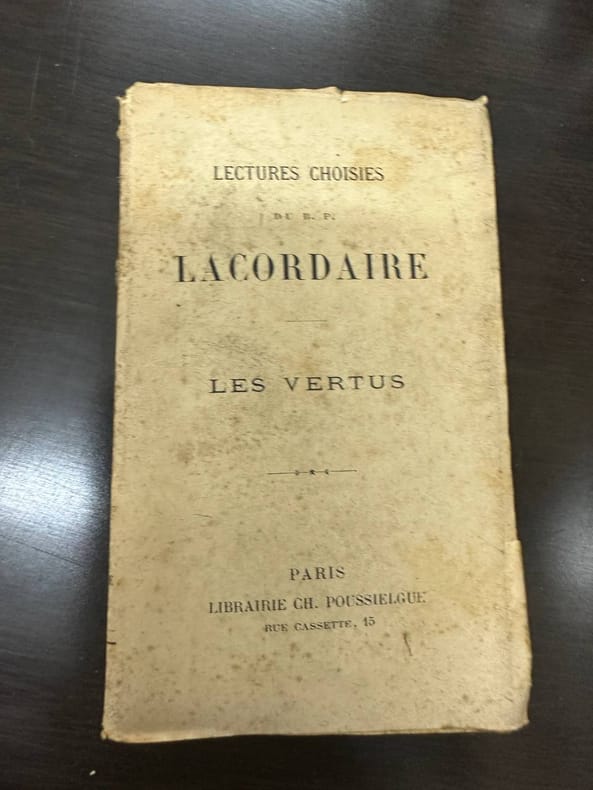 LECTURES CHOISIES
DU R. P.
LACORDAIRE
LES VERTUS
PARIS
LIBRAIRIE CH. POUSSIELGUE
RUE CASSETTE, 15